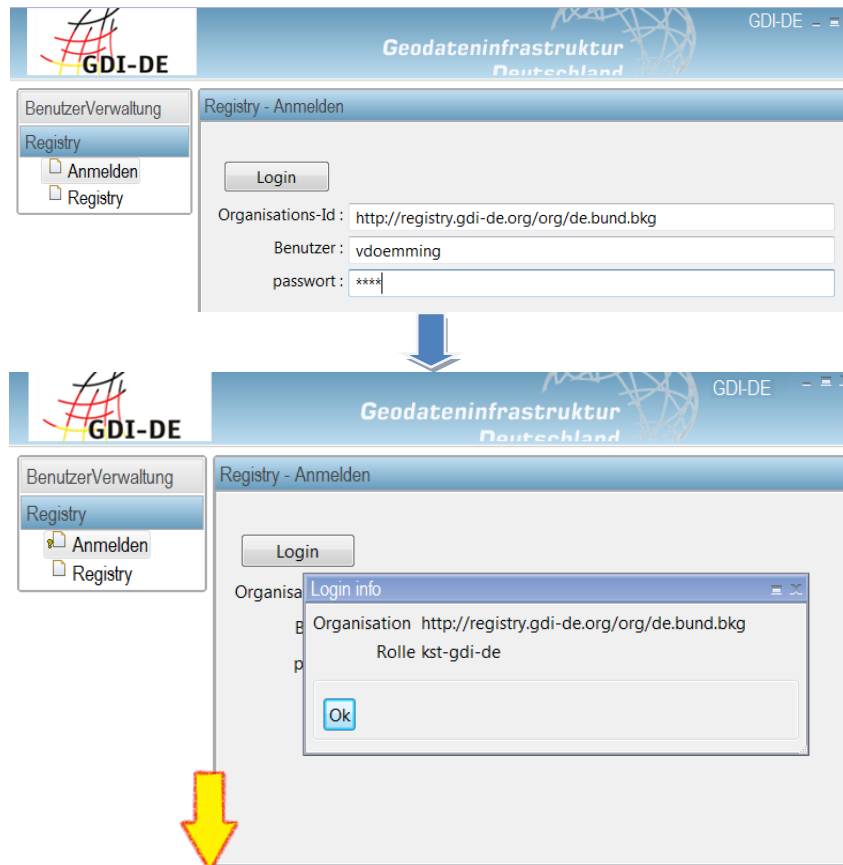 GDI-DE
Geodateninfrastruktur
Deutschland
GDI-DE
BenutzerVerwaltung
Registry
Anmelden
Registry
Registry - Anmelden
Login
Organisations-Id : http://registry.gdi-de.org/org/de.bund.bkg
Benutzer : vdoemming
passwort : ****
GDI-DE
Geodateninfrastruktur
Deutschland
GDI-DE
BenutzerVerwaltung
Registry
Anmelden
Registry
Registry - Anmelden
Login
Organisa
B
p
Login info
Organisation http://registry.gdi-de.org/org/de.bund.bkg
Rolle kst-gdi-de
Ok